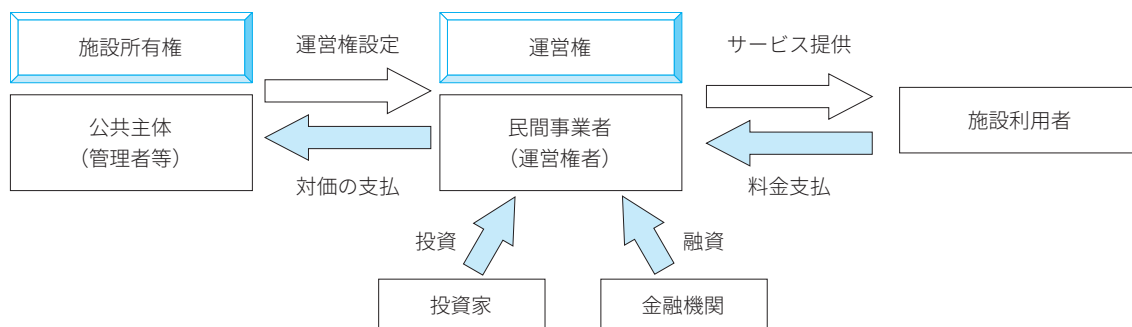 施設所有権
運営権設定
運営権
サービス提供
公共主体
（管理者等）
民間事業者
（運営権者）
施設利用者
対価の支払
料金支払
投資
融資
投資家
金融機関